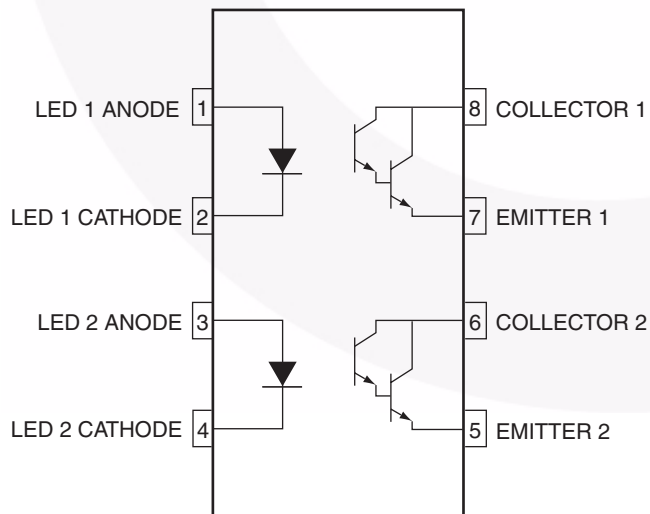 LED 1 ANODE 1 8 COLLECTOR 1
LED 1 CATHODE 2 7 EMITTER 1
LED 2 ANODE 3 6 COLLECTOR 2
LED 2 CATHODE 4 5 EMITTER 2